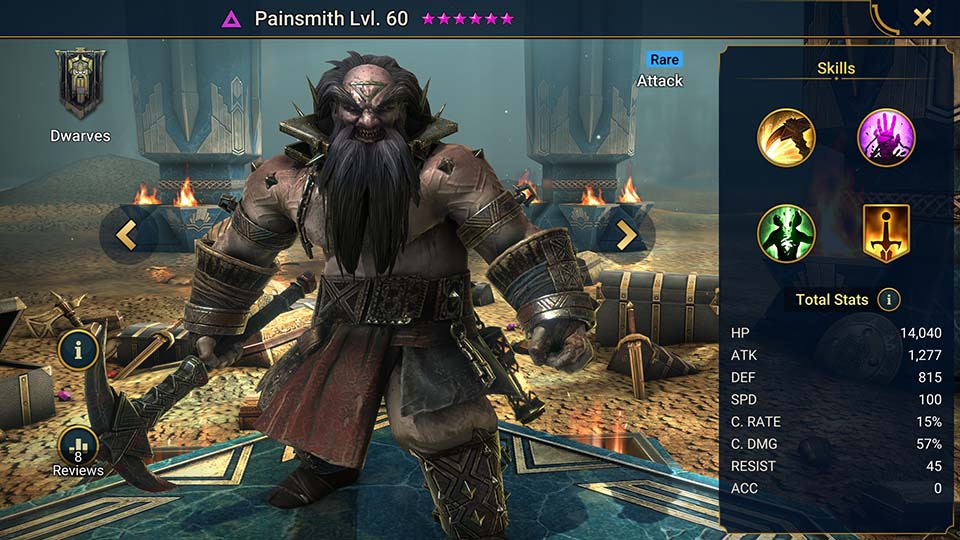 Painsmith Lvl. 60
Dwarves
Rare
Attack
Skills
Total Stats i
HP 14,040
ATK 1,277
DEF 815
SPD 100
C. RATE 15%
C. DMG 57%
RESIST 45
ACC 0
i
8
Reviews